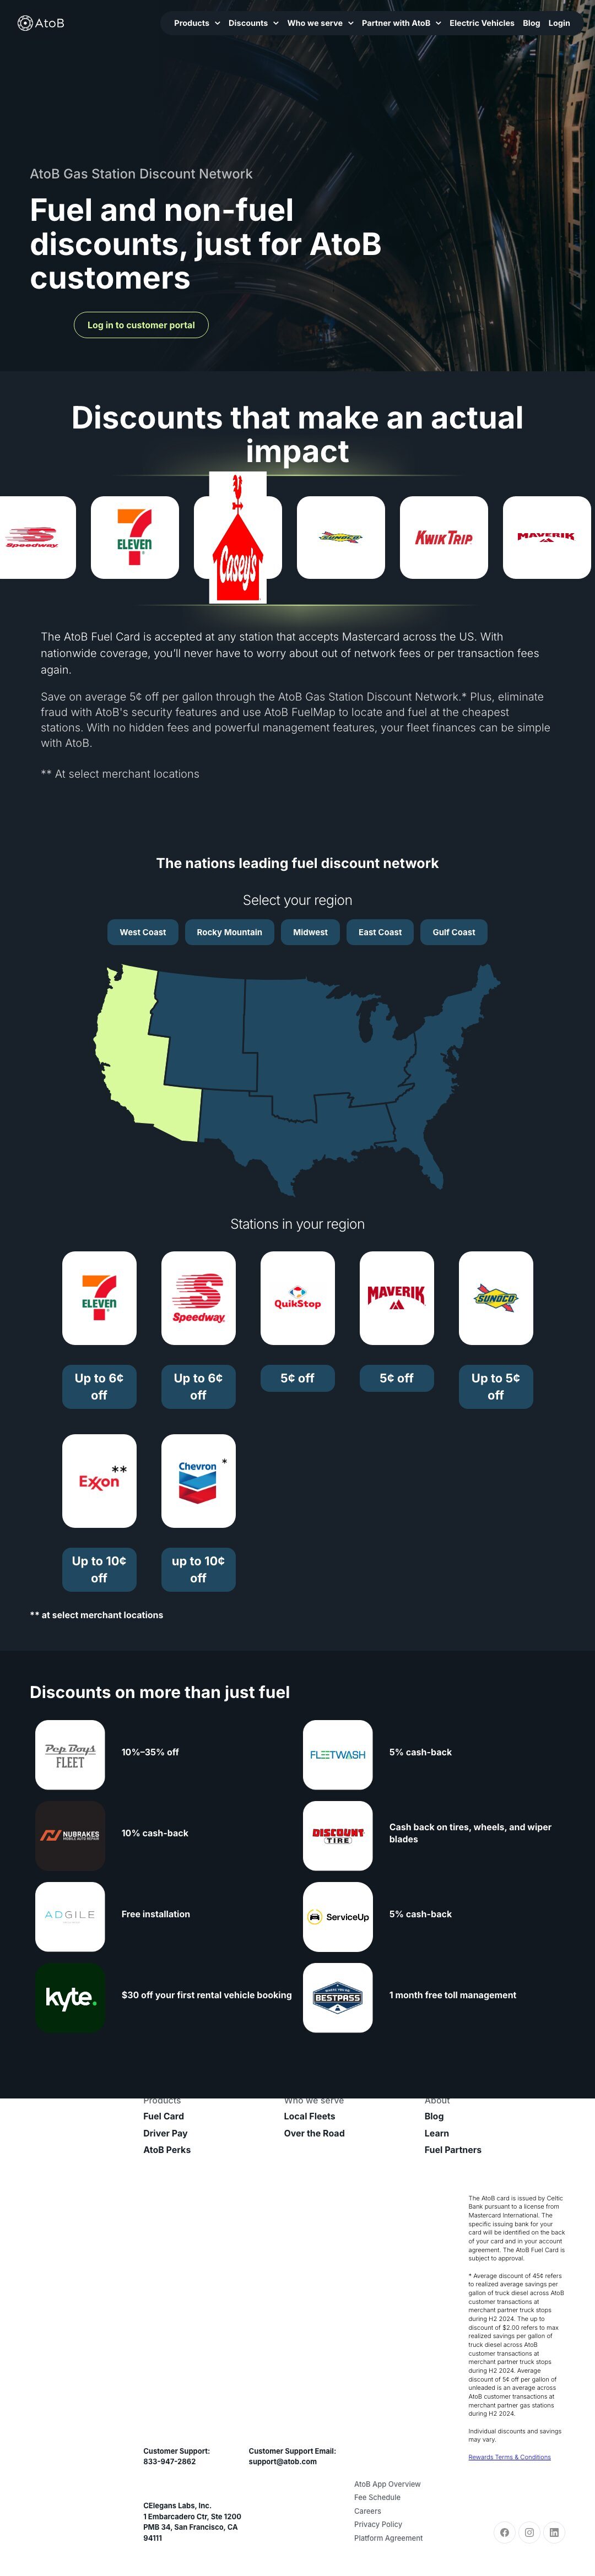 AtoB
Products
Discounts
Who we serve
Partner with AtoB
Electric Vehicles
Blog
Login
AtoB Gas Station Discount Network
Fuel and non-fuel
discounts, just for AtoB
customers
Log in to customer portal
Discounts that make an actual
impact
Speedway
7
ELEVEN
Casey's
SUNOCO
KWIK TRIP
MAVERIK
The AtoB Fuel Card is accepted at any station that accepts Mastercard across the US. With
nationwide coverage, you'll never have to worry about out of network fees or per transaction fees
again.
Save on average 5¢ off per gallon through the AtoB Gas Station Discount Network.* Plus, eliminate
fraud with AtoB's security features and use AtoB FuelMap to locate and fuel at the cheapest
stations. With no hidden fees and powerful management features, your fleet finances can be simple
with AtoB.
** At select merchant locations
The nations leading fuel discount network
Select your region
West Coast
Rocky Mountain
Midwest
East Coast
Gulf Coast
Stations in your region
7
ELEVEN
Speedway
QuikStop
MAVERIK
SUNOCO
Up to 6¢
off
Up to 6¢
off
5¢ off
5¢ off
Up to 5¢
off
Exxon **
Chevron *
Up to 10¢
off
up to 10¢
off
** at select merchant locations
Discounts on more than just fuel
Pep Boys
FLEET
10%–35% off
FLEETWASH
5% cash-back
NUBRAKES
MOBILE AUTO REPAIR
10% cash-back
DISCOUNT
TIRE
Cash back on tires, wheels, and wiper
blades
ADGILE
Free installation
ServiceUp
5% cash-back
kyte.
$30 off your first rental vehicle booking
BESTPASS
1 month free toll management
Products
Fuel Card
Driver Pay
AtoB Perks
Who we serve
Local Fleets
Over the Road
About
Blog
Learn
Fuel Partners
The AtoB card is issued by Celtic
Bank pursuant to a license from
Mastercard International. The
specific issuing bank for your
card will be identified on the back
of your card and in your account
agreement. The AtoB Fuel Card is
subject to approval.
* Average discount of 45¢ refers
to realized average savings per
gallon of truck diesel across AtoB
customer transactions at
merchant partner truck stops
during H2 2024. The up to
discount of $2.00 refers to max
realized savings per gallon of
truck diesel across AtoB
customer transactions at
merchant partner truck stops
during H2 2024. Average
discount of 5¢ off per gallon of
unleaded is an average across
AtoB customer transactions at
merchant partner gas stations
during H2 2024.
Individual discounts and savings
may vary.
Rewards Terms & Conditions
Customer Support:
833-947-2862
Customer Support Email:
support@atob.com
CElegans Labs, Inc.
1 Embarcadero Ctr, Ste 1200
PMB 34, San Francisco, CA
94111
AtoB App Overview
Fee Schedule
Careers
Privacy Policy
Platform Agreement